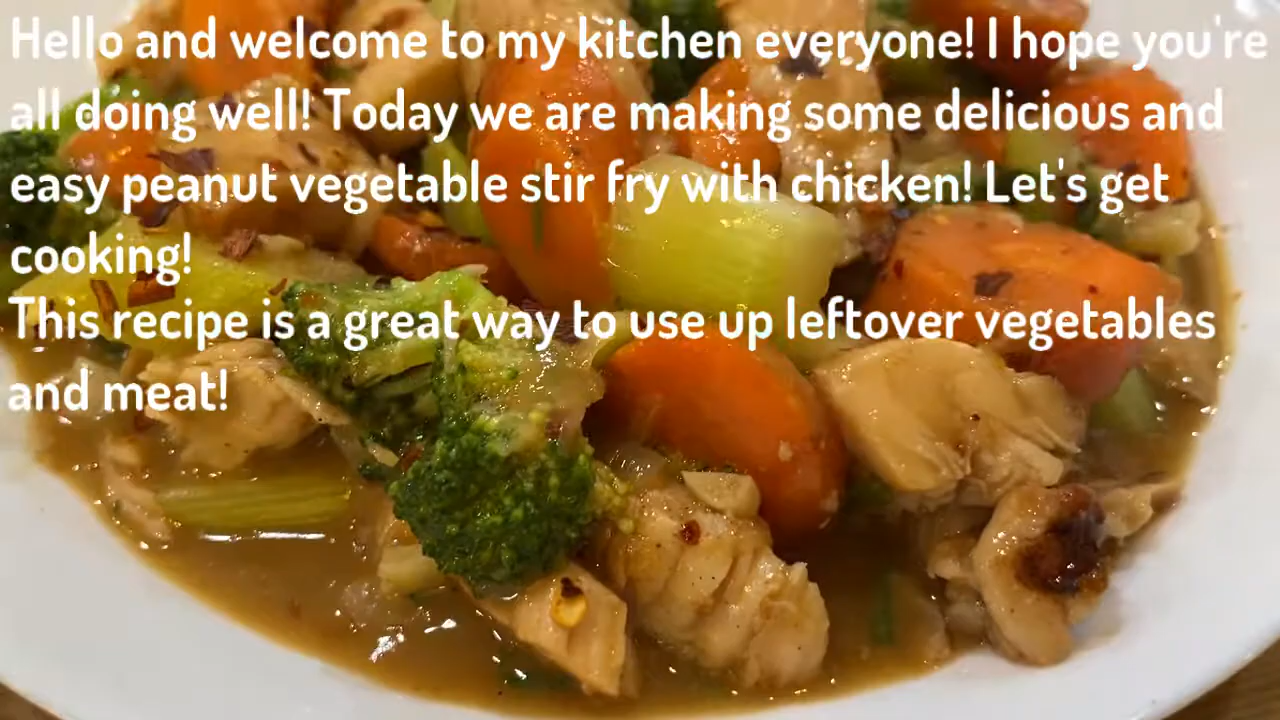 Hello and welcome to my kitchen everyone! I hope you're
all doing well! Today we are making some delicious and
easy peanut vegetable stir fry with chicken! Let's get
cooking!
This recipe is a great way to use up leftover vegetables
and meat!